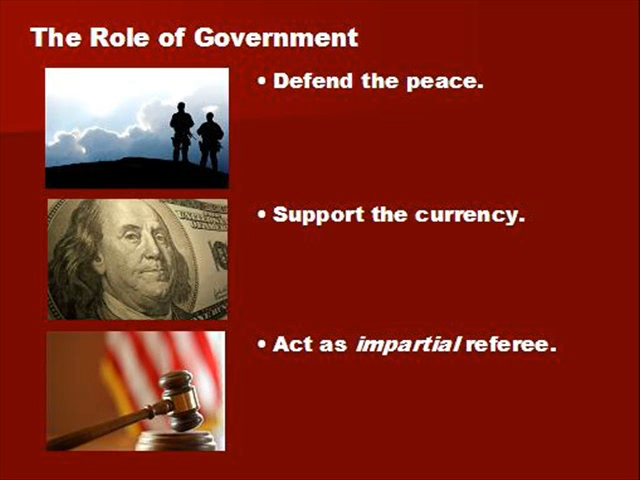 The Role of Government
• Defend the peace.
• Support the currency.
• Act as impartial referee.